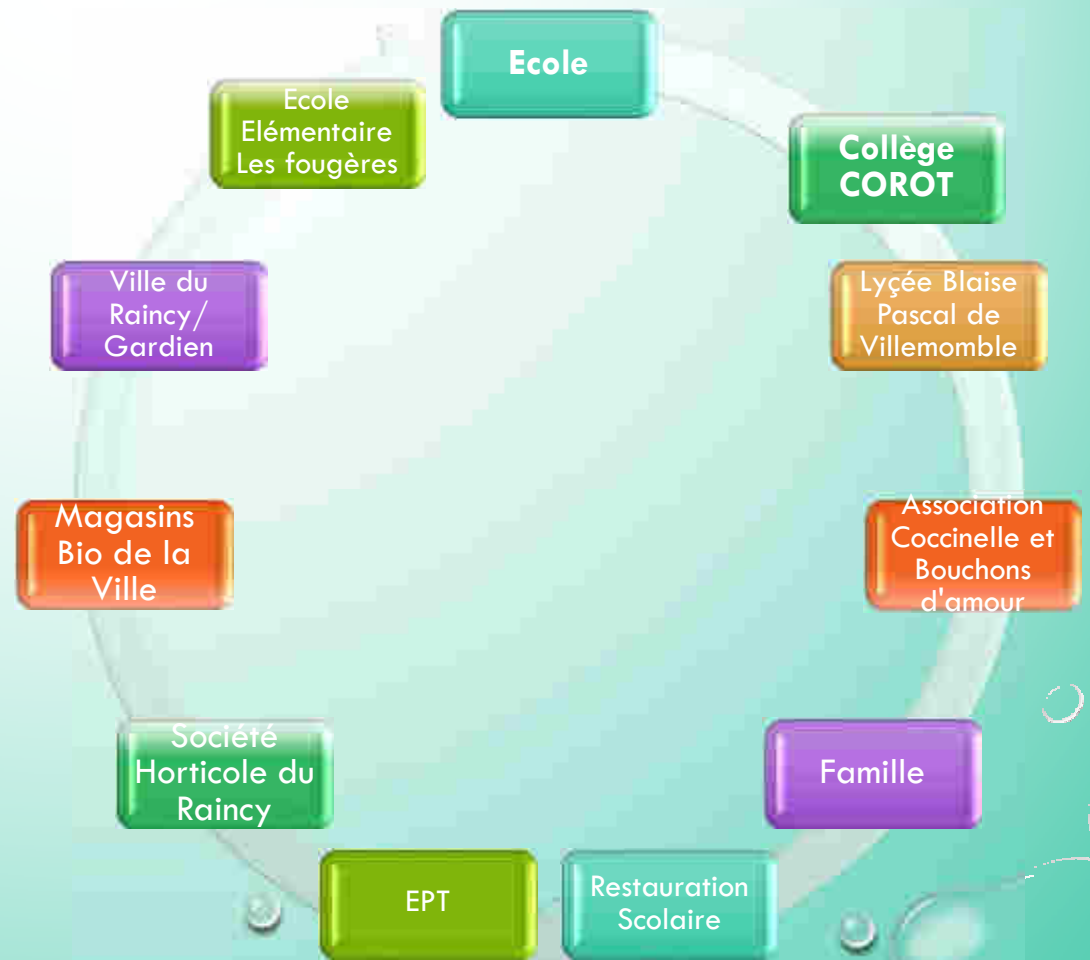 Ecole
Collège
COROT
Lyçée Blaise
Pascal de
Villemomble
Association
Coccinelle et
Bouchons
d'amour
Famille
Restauration
Scolaire
EPT
Société
Horticole du
Raincy
Magasins
Bio de la
Ville
Ville du
Raincy/
Gardien
Ecole
Elémentaire
Les fougères